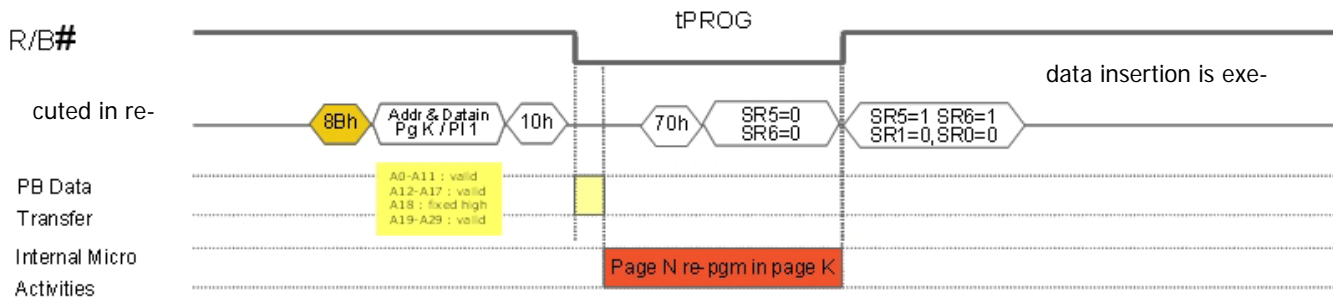 tPROG
R/B#
data insertion is exe-
cuted in re-
8Bh
Addr & Datain
Pg K / Pl 1
10h
70h
SR5=0
SR6=0
SR5=1 SR6=1
SR1=0,SR0=0
A0-A11 : valid
A12-A17 : valid
A18 : fixed high
A19-A29 : valid
PB Data
Transfer
Internal Micro
Activities
Page N re-pgm in page K